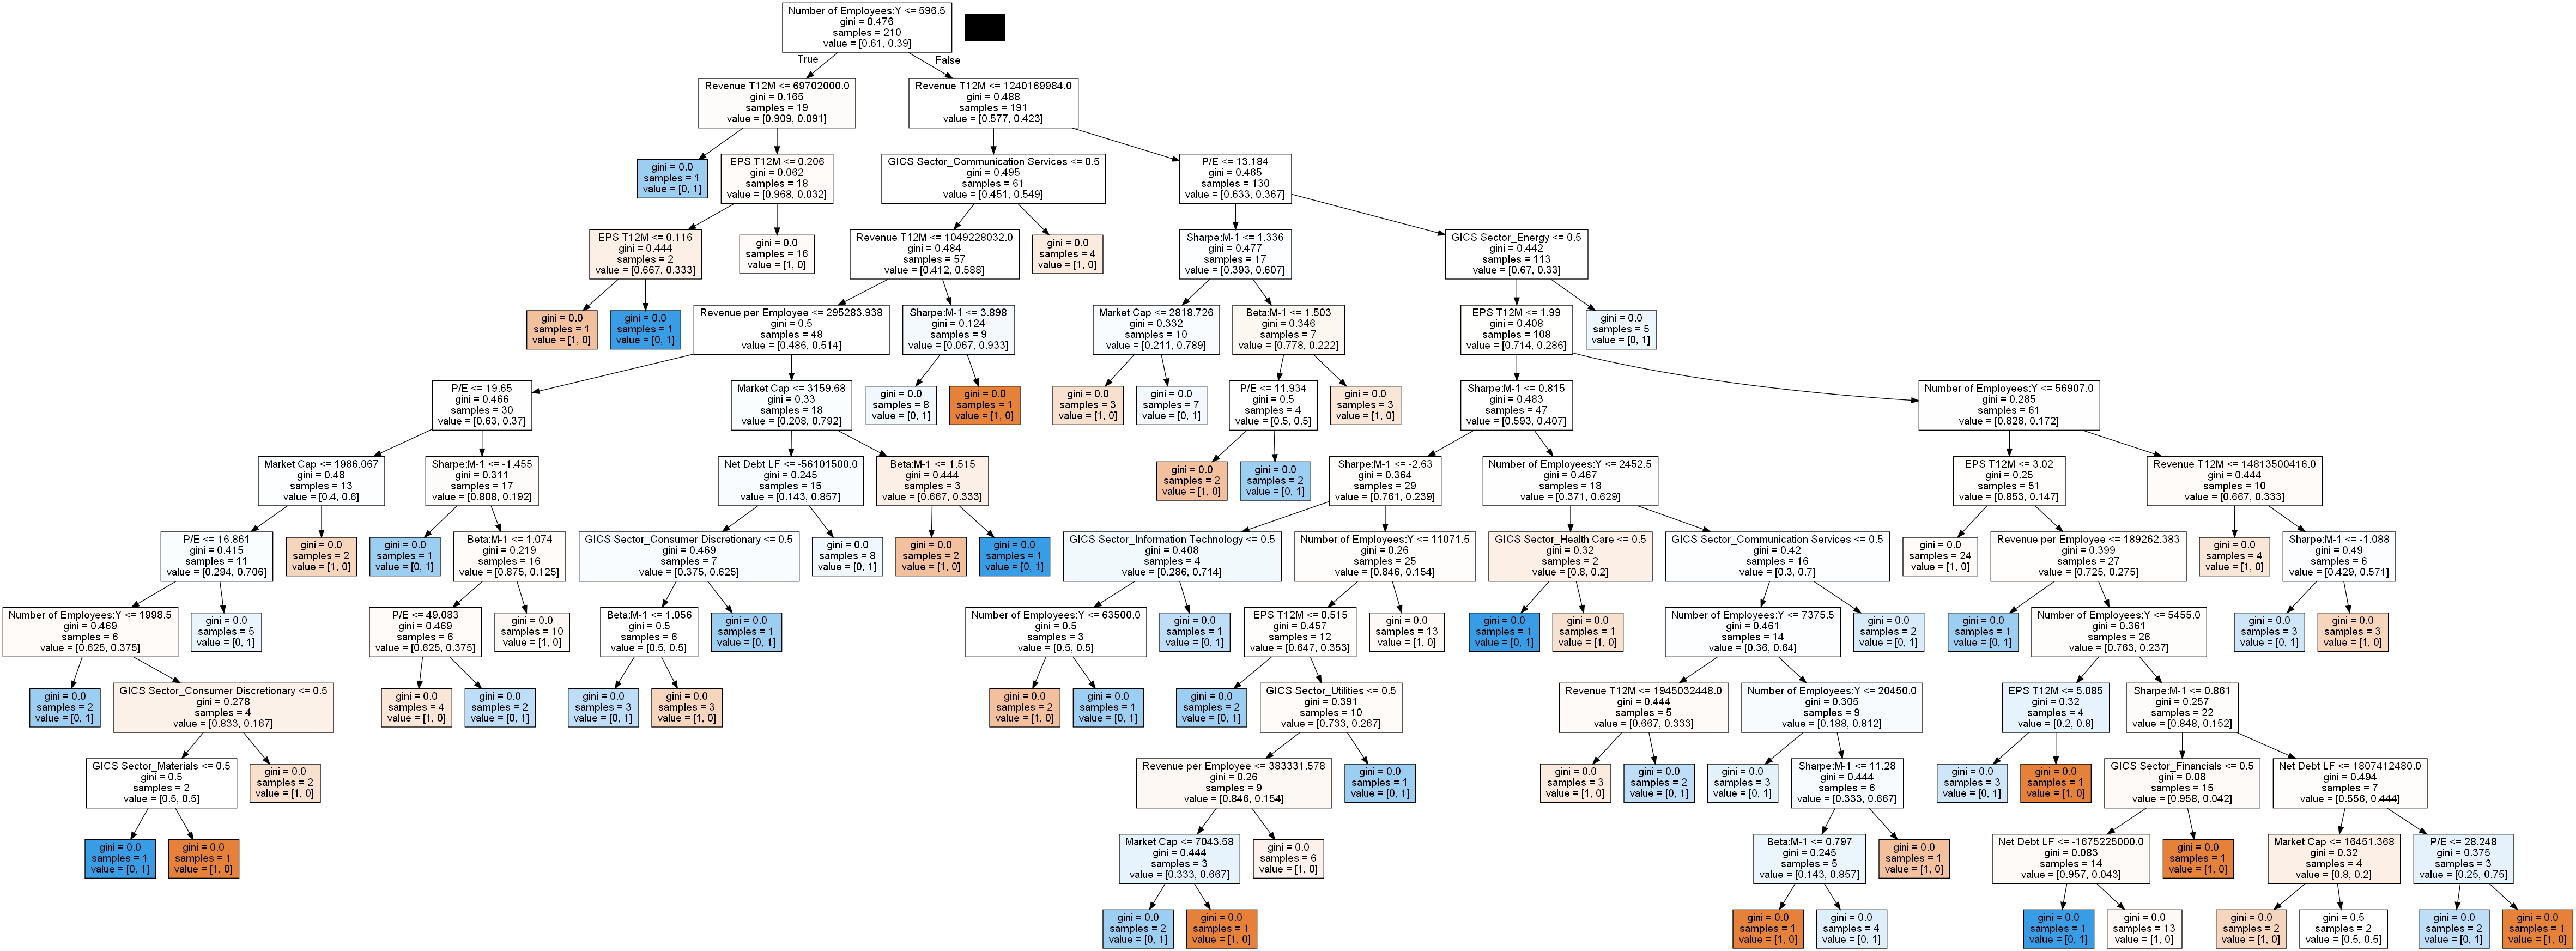 Number of Employees:Y <= 596.5
gini = 0.476
samples = 210
value = [0.61, 0.39]
True
False
Revenue T12M <= 69702000.0
gini = 0.165
samples = 19
value = [0.909, 0.091]
Revenue T12M <= 1240169984.0
gini = 0.488
samples = 191
value = [0.577, 0.423]
gini = 0.0
samples = 1
value = [0, 1]
EPS T12M <= 0.206
gini = 0.062
samples = 18
value = [0.968, 0.032]
GICS Sector_Communication Services <= 0.5
gini = 0.495
samples = 61
value = [0.451, 0.549]
P/E <= 13.184
gini = 0.465
samples = 130
value = [0.633, 0.367]
EPS T12M <= 0.116
gini = 0.444
samples = 2
value = [0.667, 0.333]
gini = 0.0
samples = 16
value = [1, 0]
Revenue T12M <= 1049228032.0
gini = 0.484
samples = 57
value = [0.412, 0.588]
gini = 0.0
samples = 4
value = [1, 0]
Sharpe:M-1 <= 1.336
gini = 0.477
samples = 17
value = [0.393, 0.607]
GICS Sector_Energy <= 0.5
gini = 0.442
samples = 113
value = [0.67, 0.33]
gini = 0.0
samples = 1
value = [1, 0]
gini = 0.0
samples = 1
value = [0, 1]
Revenue per Employee <= 295283.938
gini = 0.5
samples = 48
value = [0.486, 0.514]
Sharpe:M-1 <= 3.898
gini = 0.124
samples = 9
value = [0.067, 0.933]
Market Cap <= 2818.726
gini = 0.332
samples = 10
value = [0.211, 0.789]
Beta:M-1 <= 1.503
gini = 0.346
samples = 7
value = [0.778, 0.222]
EPS T12M <= 1.99
gini = 0.408
samples = 108
value = [0.714, 0.286]
gini = 0.0
samples = 5
value = [0, 1]
P/E <= 19.65
gini = 0.466
samples = 30
value = [0.63, 0.37]
Market Cap <= 3159.68
gini = 0.33
samples = 18
value = [0.208, 0.792]
gini = 0.0
samples = 8
value = [0, 1]
gini = 0.0
samples = 1
value = [1, 0]
gini = 0.0
samples = 3
value = [1, 0]
gini = 0.0
samples = 7
value = [0, 1]
P/E <= 11.934
gini = 0.5
samples = 4
value = [0.5, 0.5]
gini = 0.0
samples = 3
value = [1, 0]
Sharpe:M-1 <= 0.815
gini = 0.483
samples = 47
value = [0.593, 0.407]
Number of Employees:Y <= 56907.0
gini = 0.285
samples = 61
value = [0.828, 0.172]
Market Cap <= 1986.067
gini = 0.48
samples = 13
value = [0.4, 0.6]
Sharpe:M-1 <= -1.455
gini = 0.311
samples = 17
value = [0.808, 0.192]
Net Debt LF <= -56101500.0
gini = 0.245
samples = 15
value = [0.143, 0.857]
Beta:M-1 <= 1.515
gini = 0.444
samples = 3
value = [0.667, 0.333]
gini = 0.0
samples = 2
value = [1, 0]
gini = 0.0
samples = 2
value = [0, 1]
Sharpe:M-1 <= -2.63
gini = 0.364
samples = 29
value = [0.761, 0.239]
Number of Employees:Y <= 2452.5
gini = 0.467
samples = 18
value = [0.371, 0.629]
EPS T12M <= 3.02
gini = 0.25
samples = 51
value = [0.853, 0.147]
Revenue T12M <= 14813500416.0
gini = 0.444
samples = 10
value = [0.667, 0.333]
P/E <= 16.861
gini = 0.415
samples = 11
value = [0.294, 0.706]
gini = 0.0
samples = 2
value = [1, 0]
gini = 0.0
samples = 1
value = [0, 1]
Beta:M-1 <= 1.074
gini = 0.219
samples = 16
value = [0.875, 0.125]
GICS Sector_Consumer Discretionary <= 0.5
gini = 0.469
samples = 7
value = [0.375, 0.625]
gini = 0.0
samples = 8
value = [0, 1]
gini = 0.0
samples = 2
value = [1, 0]
gini = 0.0
samples = 1
value = [0, 1]
GICS Sector_Information Technology <= 0.5
gini = 0.408
samples = 4
value = [0.286, 0.714]
Number of Employees:Y <= 11071.5
gini = 0.26
samples = 25
value = [0.846, 0.154]
GICS Sector_Health Care <= 0.5
gini = 0.32
samples = 2
value = [0.8, 0.2]
GICS Sector_Communication Services <= 0.5
gini = 0.42
samples = 16
value = [0.3, 0.7]
gini = 0.0
samples = 24
value = [1, 0]
Revenue per Employee <= 189262.383
gini = 0.399
samples = 27
value = [0.725, 0.275]
gini = 0.0
samples = 4
value = [1, 0]
Sharpe:M-1 <= -1.088
gini = 0.49
samples = 6
value = [0.429, 0.571]
Number of Employees:Y <= 1998.5
gini = 0.469
samples = 6
value = [0.625, 0.375]
gini = 0.0
samples = 5
value = [0, 1]
P/E <= 49.083
gini = 0.469
samples = 6
value = [0.625, 0.375]
gini = 0.0
samples = 10
value = [1, 0]
Beta:M-1 <= 1.056
gini = 0.5
samples = 6
value = [0.5, 0.5]
gini = 0.0
samples = 1
value = [0, 1]
Number of Employees:Y <= 63500.0
gini = 0.5
samples = 3
value = [0.5, 0.5]
gini = 0.0
samples = 1
value = [0, 1]
EPS T12M <= 0.515
gini = 0.457
samples = 12
value = [0.647, 0.353]
gini = 0.0
samples = 13
value = [1, 0]
gini = 0.0
samples = 1
value = [0, 1]
gini = 0.0
samples = 1
value = [1, 0]
Number of Employees:Y <= 7375.5
gini = 0.461
samples = 14
value = [0.36, 0.64]
gini = 0.0
samples = 2
value = [0, 1]
gini = 0.0
samples = 1
value = [0, 1]
Number of Employees:Y <= 5455.0
gini = 0.361
samples = 26
value = [0.763, 0.237]
gini = 0.0
samples = 3
value = [0, 1]
gini = 0.0
samples = 3
value = [1, 0]
gini = 0.0
samples = 2
value = [0, 1]
GICS Sector_Consumer Discretionary <= 0.5
gini = 0.278
samples = 4
value = [0.833, 0.167]
gini = 0.0
samples = 4
value = [1, 0]
gini = 0.0
samples = 2
value = [0, 1]
gini = 0.0
samples = 3
value = [0, 1]
gini = 0.0
samples = 3
value = [1, 0]
gini = 0.0
samples = 2
value = [1, 0]
gini = 0.0
samples = 1
value = [0, 1]
gini = 0.0
samples = 2
value = [0, 1]
GICS Sector_Utilities <= 0.5
gini = 0.391
samples = 10
value = [0.733, 0.267]
Revenue T12M <= 1945032448.0
gini = 0.444
samples = 5
value = [0.667, 0.333]
Number of Employees:Y <= 20450.0
gini = 0.305
samples = 9
value = [0.188, 0.812]
EPS T12M <= 5.085
gini = 0.32
samples = 4
value = [0.2, 0.8]
Sharpe:M-1 <= 0.861
gini = 0.257
samples = 22
value = [0.848, 0.152]
GICS Sector_Materials <= 0.5
gini = 0.5
samples = 2
value = [0.5, 0.5]
gini = 0.0
samples = 2
value = [1, 0]
Revenue per Employee <= 383331.578
gini = 0.26
samples = 9
value = [0.846, 0.154]
gini = 0.0
samples = 1
value = [0, 1]
gini = 0.0
samples = 3
value = [1, 0]
gini = 0.0
samples = 2
value = [0, 1]
gini = 0.0
samples = 3
value = [0, 1]
Sharpe:M-1 <= 11.28
gini = 0.444
samples = 6
value = [0.333, 0.667]
gini = 0.0
samples = 3
value = [0, 1]
gini = 0.0
samples = 1
value = [1, 0]
GICS Sector_Financials <= 0.5
gini = 0.08
samples = 15
value = [0.958, 0.042]
Net Debt LF <= 1807412480.0
gini = 0.494
samples = 7
value = [0.556, 0.444]
gini = 0.0
samples = 1
value = [0, 1]
gini = 0.0
samples = 1
value = [1, 0]
Market Cap <= 7043.58
gini = 0.444
samples = 3
value = [0.333, 0.667]
gini = 0.0
samples = 6
value = [1, 0]
Beta:M-1 <= 0.797
gini = 0.245
samples = 5
value = [0.143, 0.857]
gini = 0.0
samples = 1
value = [1, 0]
Net Debt LF <= -1675225000.0
gini = 0.083
samples = 14
value = [0.957, 0.043]
gini = 0.0
samples = 1
value = [1, 0]
Market Cap <= 16451.368
gini = 0.32
samples = 4
value = [0.8, 0.2]
P/E <= 28.248
gini = 0.375
samples = 3
value = [0.25, 0.75]
gini = 0.0
samples = 2
value = [0, 1]
gini = 0.0
samples = 1
value = [1, 0]
gini = 0.0
samples = 1
value = [1, 0]
gini = 0.0
samples = 4
value = [0, 1]
gini = 0.0
samples = 1
value = [0, 1]
gini = 0.0
samples = 13
value = [1, 0]
gini = 0.0
samples = 2
value = [1, 0]
gini = 0.5
samples = 2
value = [0.5, 0.5]
gini = 0.0
samples = 2
value = [0, 1]
gini = 0.0
samples = 1
value = [1, 0]